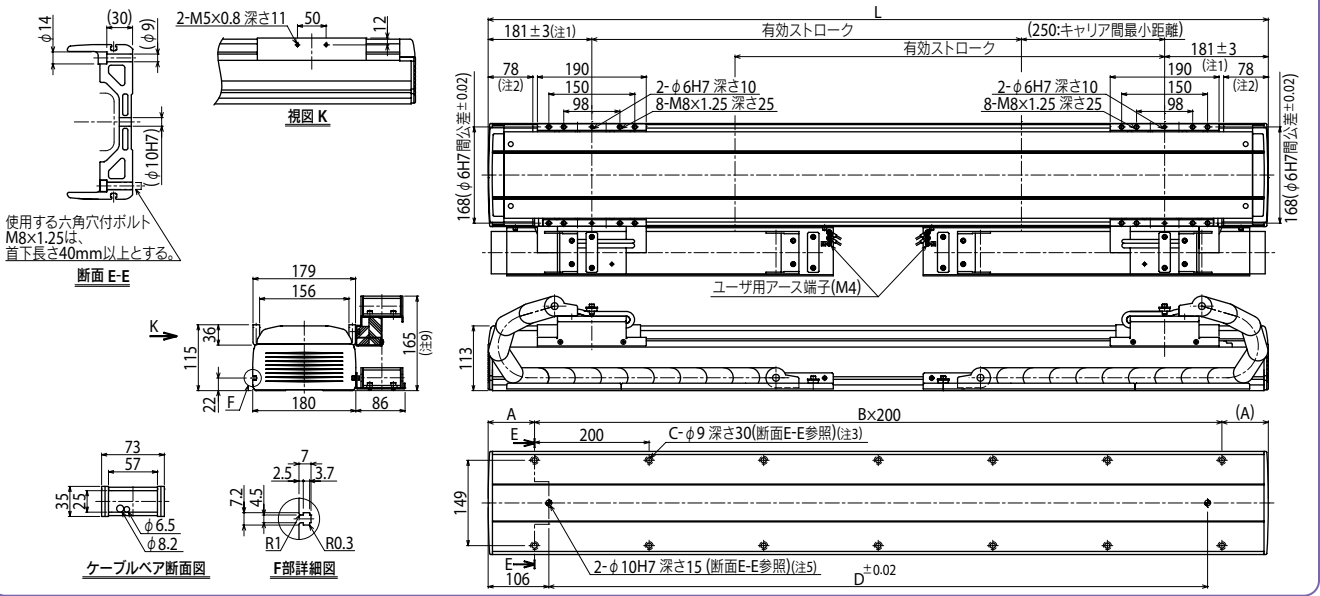 φ14
(30)
(φ9)
(φ10H7)
使用する六角穴付ボルト
M8×1.25は、
首下長さ40mm以上とする。
断面 E-E
2-M5×0.8 深さ11
50
12
視図 K
L
181±3(注1)
有効ストローク
(250:キャリア間最小距離)
有効ストローク
181±3
(注1)
78
(注2)
190
150
98
2-φ6H7 深さ10
8-M8×1.25 深さ25
2-φ6H7 深さ10
8-M8×1.25 深さ25
190
150
98
78
(注2)
168(φ6H7間公差±0.02)
168(φ6H7間公差±0.02)
ユーザ用アース端子(M4)
K
179
156
36
115
22
F
180
86
165
(注9)
113
A
B×200
(A)
E
200
C-φ9 深さ30(断面E-E参照)(注3)
149
E
106
2-φ10H7 深さ15 (断面E-E参照)(注5)
D±0.02
73
57
35
25
φ6.5
φ8.2
ケーブルベア断面図
7
2.5
3.7
7.2
4.5
R1
R0.3
F部詳細図